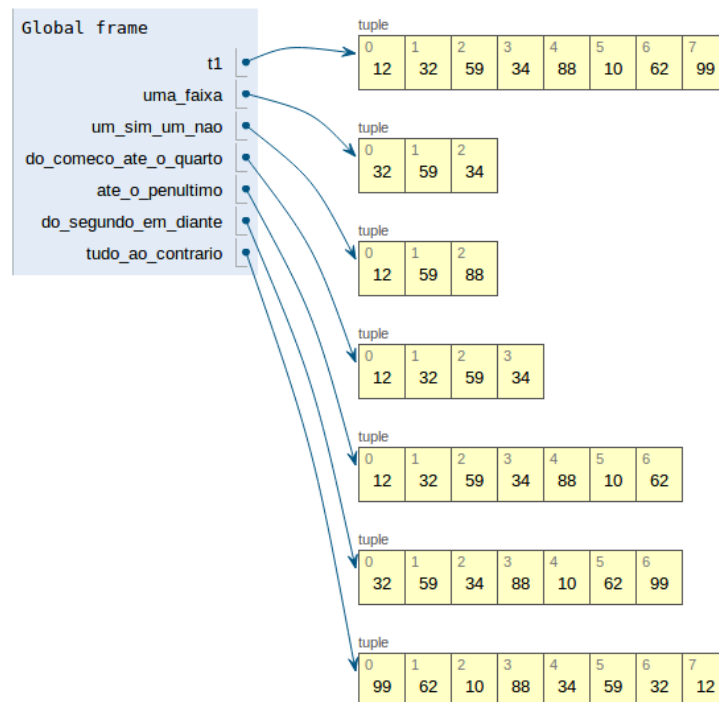 Global frame
t1
uma_faixa
um_sim_um_nao
do_comeco_ate_o_quarto
ate_o_penultimo
do_segundo_em_diante
tudo_ao_contrario
tuple
0 1 2 3 4 5 6 7
12 32 59 34 88 10 62 99
tuple
0 1 2
32 59 34
tuple
0 1 2
12 59 88
tuple
0 1 2 3
12 32 59 34
tuple
0 1 2 3 4 5 6
12 32 59 34 88 10 62
tuple
0 1 2 3 4 5 6
32 59 34 88 10 62 99
tuple
0 1 2 3 4 5 6 7
99 62 10 88 34 59 32 12